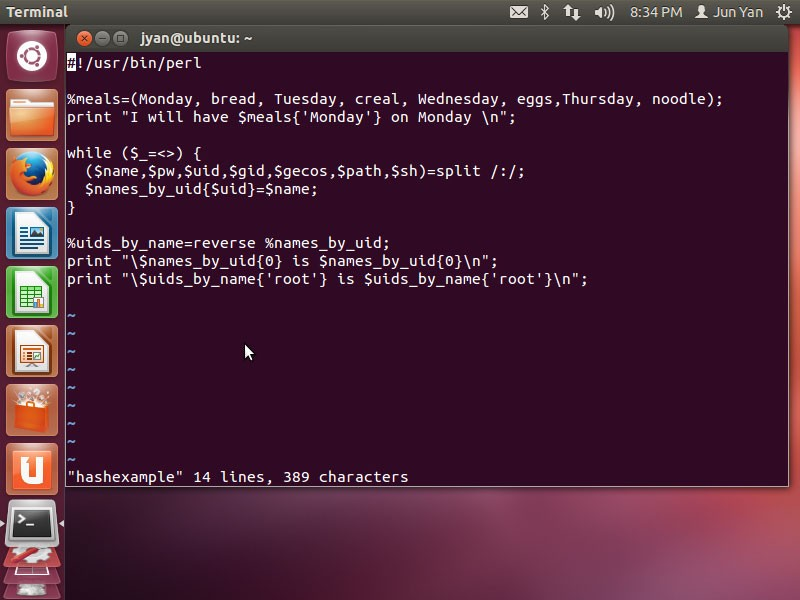 Terminal
8:34 PM Jun Yan
jyan@ubuntu: ~
#!/usr/bin/perl
%meals=(Monday, bread, Tuesday, creal, Wednesday, eggs,Thursday, noodle);
print "I will have $meals{'Monday'} on Monday \n";
while ($_=<>) {
  ($name,$pw,$uid,$gid,$gecos,$path,$sh)=split /:/;
  $names_by_uid{$uid}=$name;
}
%uids_by_name=reverse %names_by_uid;
print "\$names_by_uid{0} is $names_by_uid{0}\n";
print "\$uids_by_name{'root'} is $uids_by_name{'root'}\n";
~
~
~
~
~
~
~
~
~
"hashexample" 14 lines, 389 characters
>_